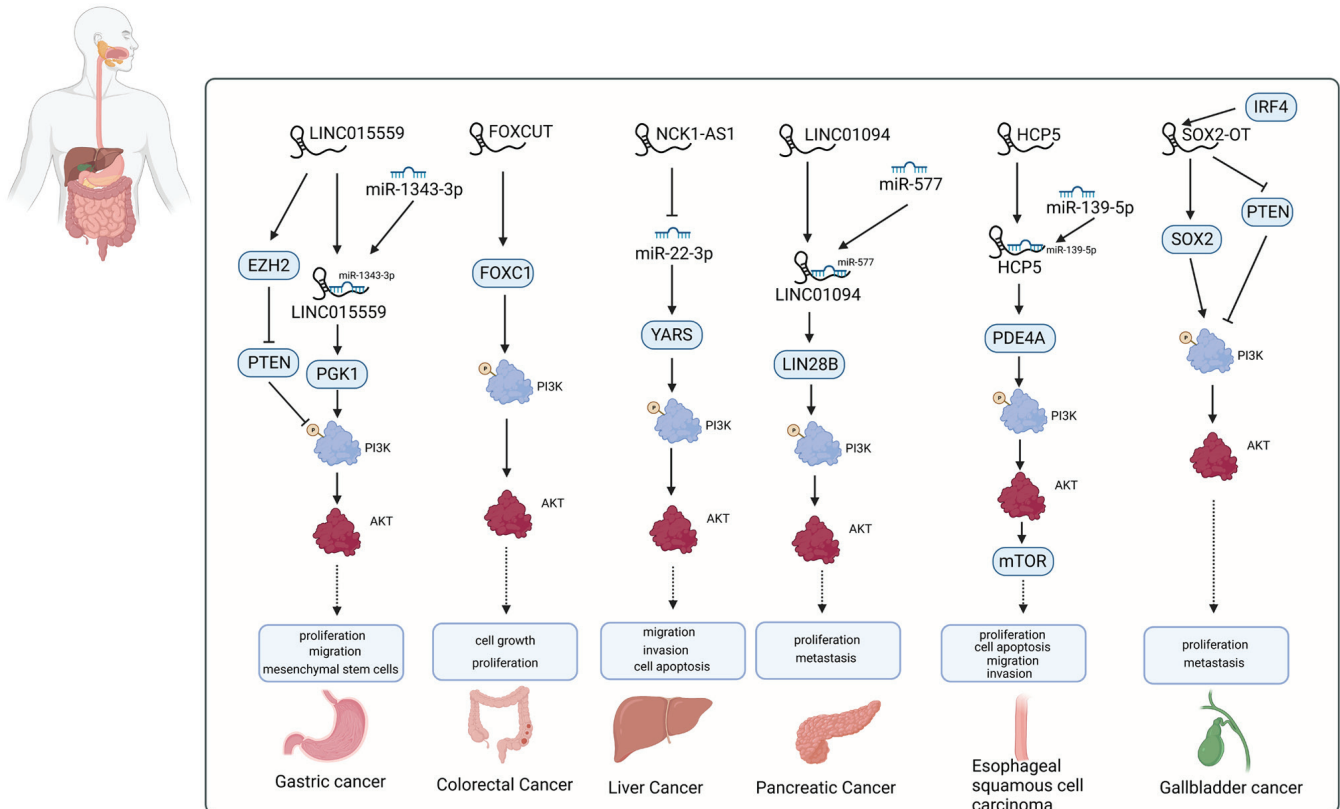 LINC015559
miR-1343-3p
EZH2
miR-1343-3p
LINC015559
PTEN
PGK1
P
PI3K
AKT
proliferation
migration
mesenchymal stem cells
Gastric cancer
FOXCUT
FOXC1
P
PI3K
AKT
cell growth
proliferation
Colorectal Cancer
NCK1-AS1
miR-22-3p
YARS
P
PI3K
AKT
migration
invasion
cell apoptosis
Liver Cancer
LINC01094
miR-577
miR-577
LINC01094
LIN28B
P
PI3K
AKT
proliferation
metastasis
Pancreatic Cancer
HCP5
miR-139-5p
miR-139-5p
HCP5
PDE4A
P
PI3K
AKT
mTOR
proliferation
cell apoptosis
migration
invasion
Esophageal
squamous cell
carcinoma
IRF4
SOX2-OT
PTEN
SOX2
P
PI3K
AKT
proliferation
metastasis
Gallbladder cancer